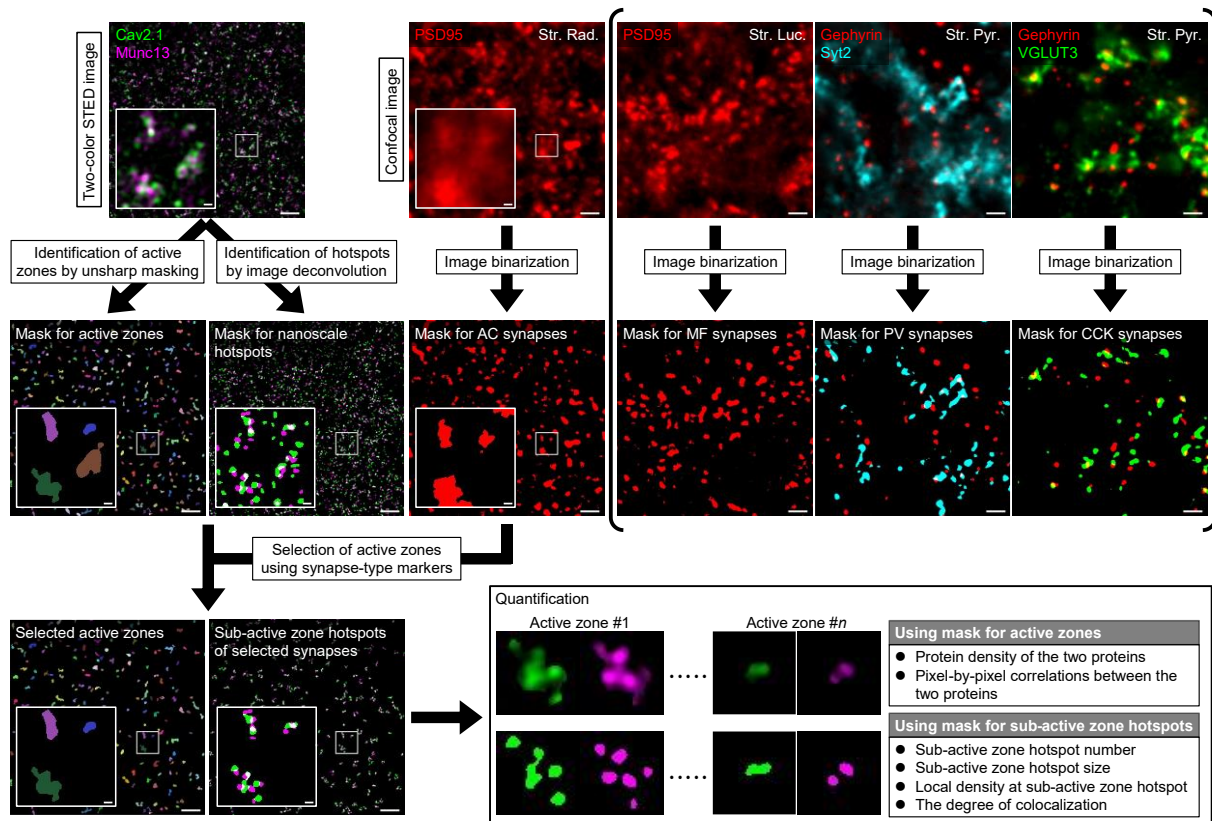 Two-color STED image
Cav2.1
Munc13
Confocal image
PSD95
Str. Rad.
PSD95
Str. Luc.
Gephyrin
Syt2
Str. Pyr.
Gephyrin
VGLUT3
Str. Pyr.
Identification of active
zones by unsharp masking
Identification of hotspots
by image deconvolution
Image binarization
Image binarization
Image binarization
Image binarization
Mask for active zones
Mask for nanoscale
hotspots
Mask for AC synapses
Mask for MF synapses
Mask for PV synapses
Mask for CCK synapses
Selection of active zones
using synapse-type markers
Selected active zones
Sub-active zone hotspots
of selected synapses
Quantification
Active zone #1
Active zone #n
.....
.....
Using mask for active zones
● Protein density of the two proteins
● Pixel-by-pixel correlations between the
two proteins
Using mask for sub-active zone hotspots
● Sub-active zone hotspot number
● Sub-active zone hotspot size
● Local density at sub-active zone hotspot
● The degree of colocalization